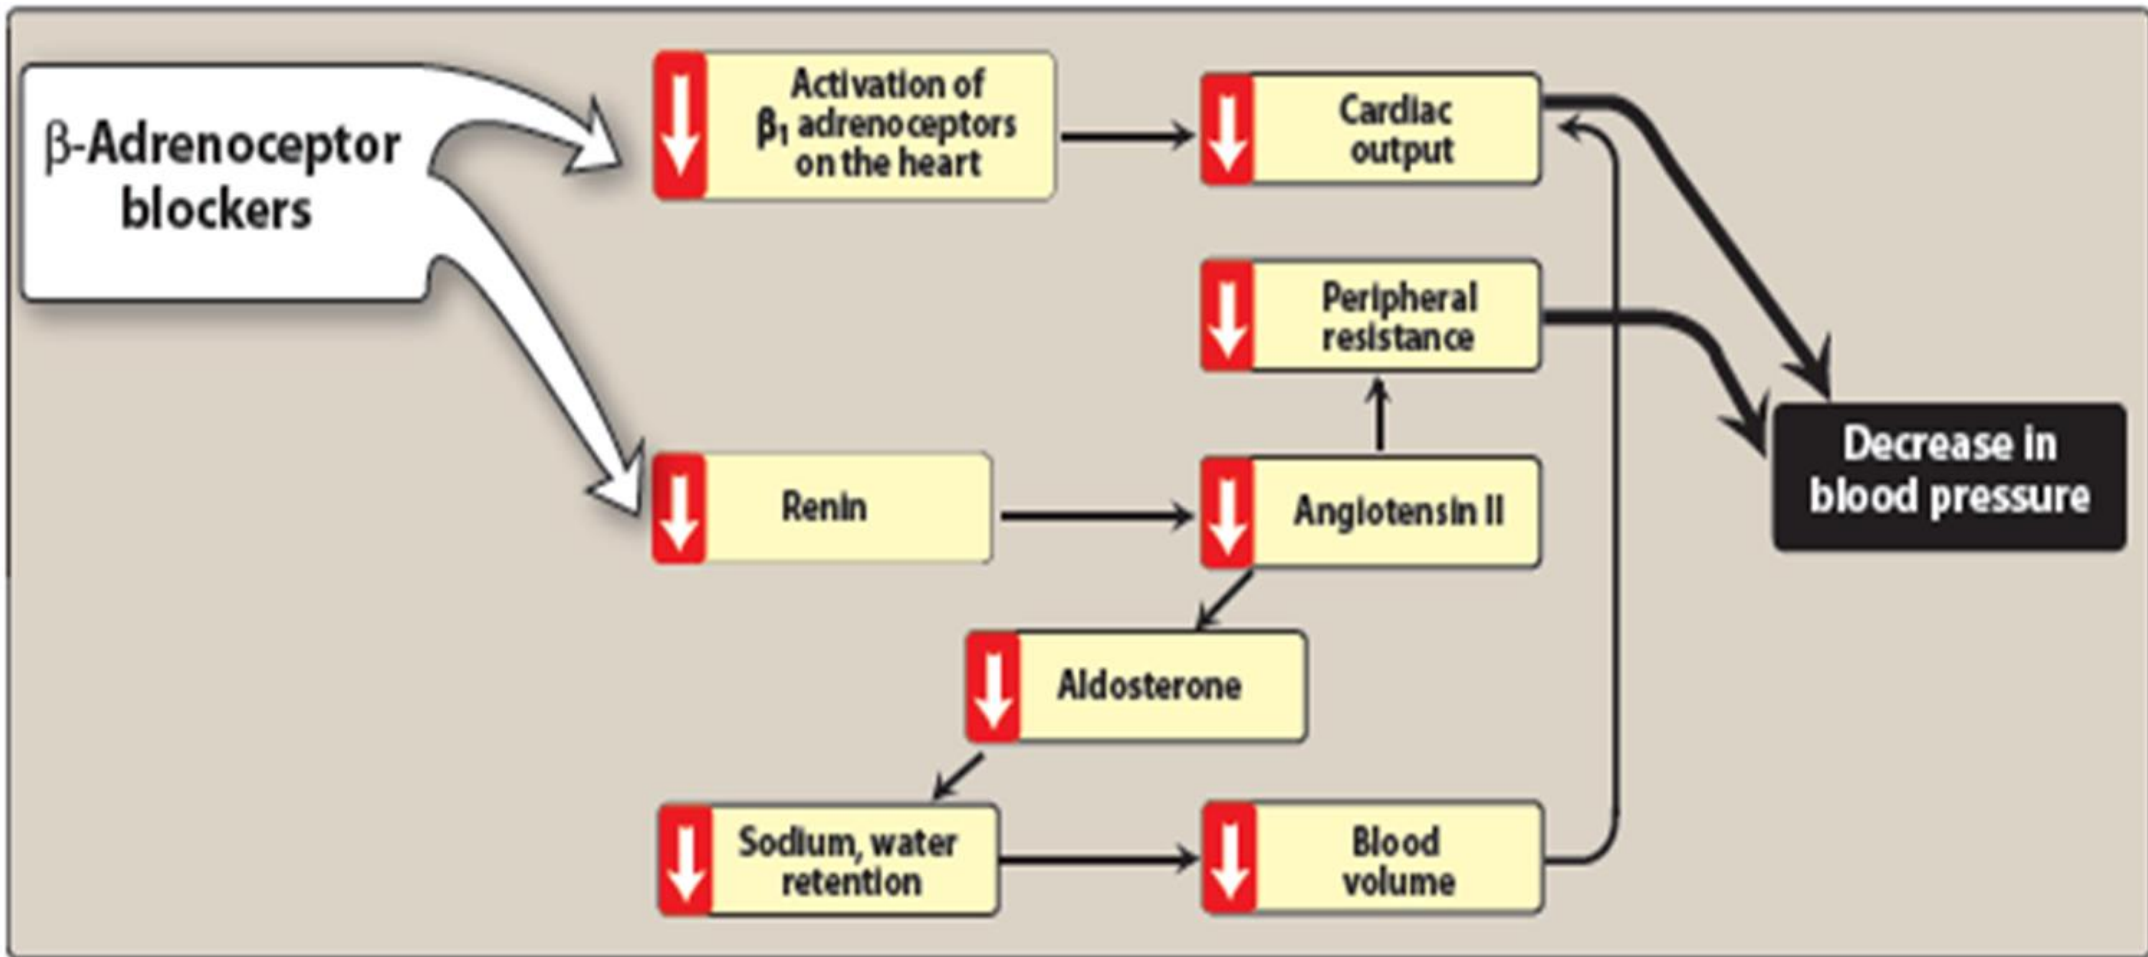 β-Adrenoceptor
blockers
Activation of
β₁ adrenoceptors
on the heart
Cardiac
output
Peripheral
resistance
Decrease in
blood pressure
Renin
Angiotensin II
Aldosterone
Sodium, water
retention
Blood
volume